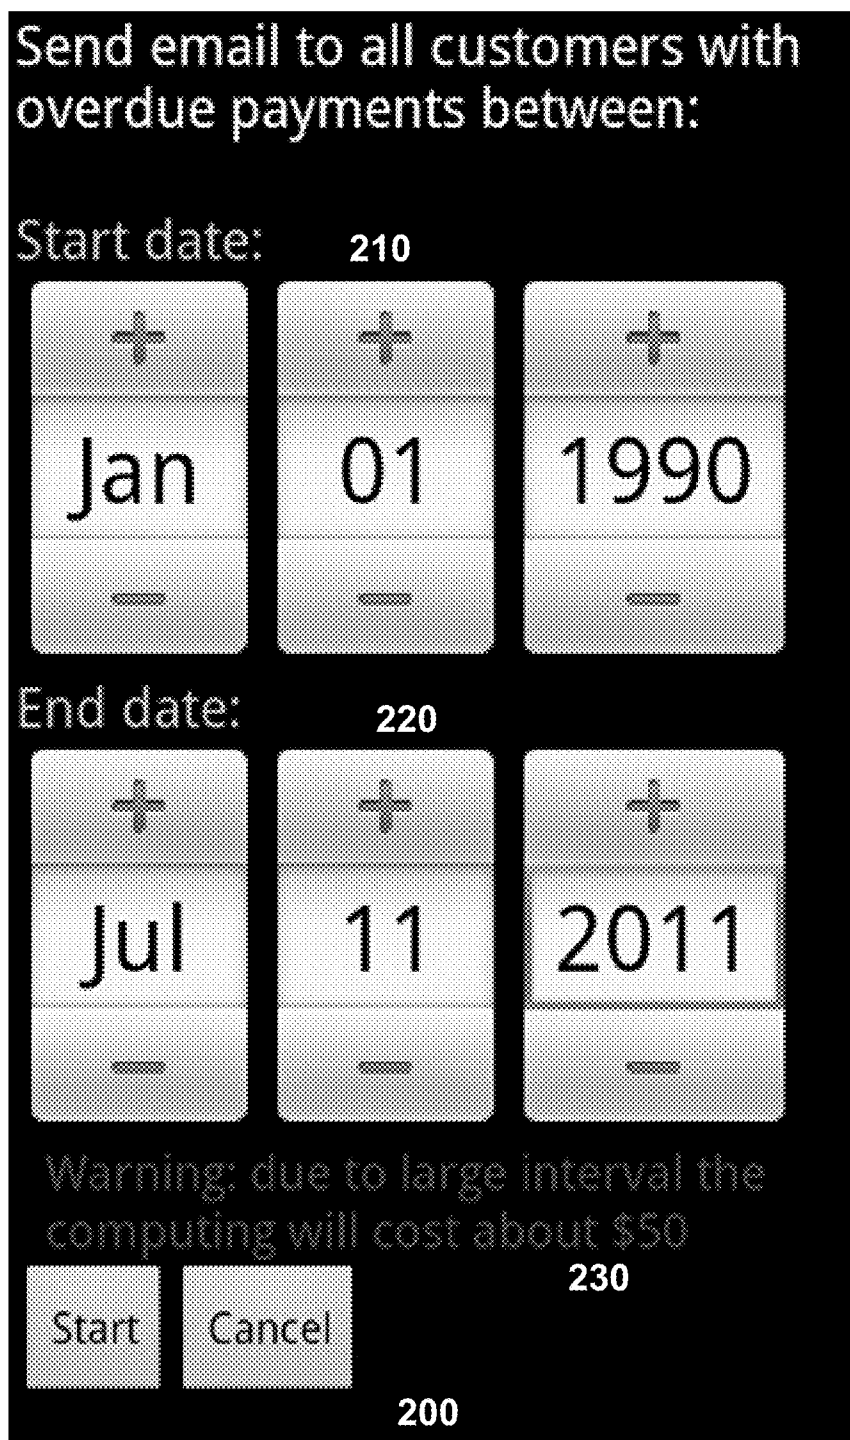 Send email to all customers with
overdue payments between:
Start date: 210
+ + +
Jan 01 1990
− − −
End date: 220
+ + +
Jul 11 2011
− − −
Warning: due to large interval the
computing will cost about $50
230
Start Cancel
200